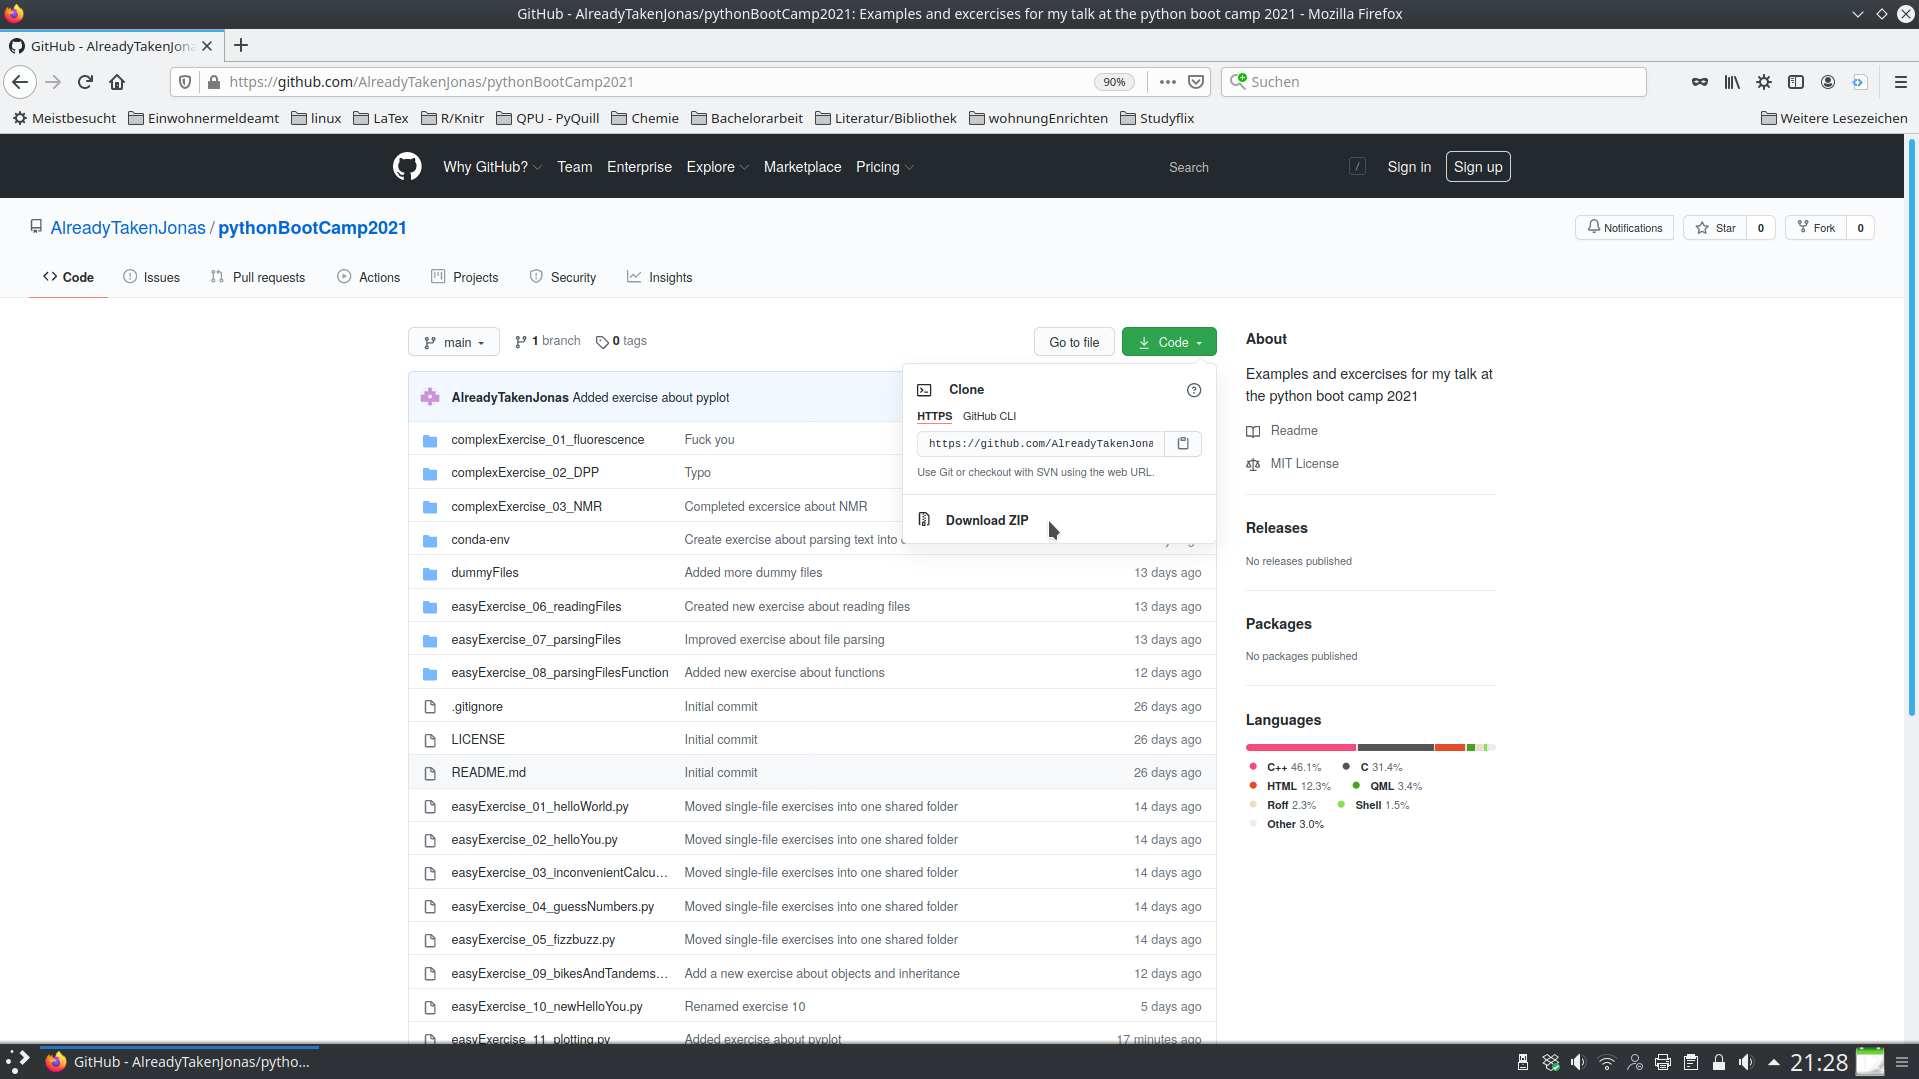 GitHub - AlreadyTakenJonas/pythonBootCamp2021: Examples and excercises for my talk at the python boot camp 2021 - Mozilla Firefox
GitHub - AlreadyTakenJona
https://github.com/AlreadyTakenJonas/pythonBootCamp2021 90% Suchen
Meistbesucht Einwohnermeldeamt linux LaTex R/Knitr QPU - PyQuill Chemie Bachelorarbeit Literatur/Bibliothek wohnungEnrichten Studyflix Weitere Lesezeichen
Why GitHub? Team Enterprise Explore Marketplace Pricing Search / Sign in Sign up
AlreadyTakenJonas / pythonBootCamp2021 Notifications Star 0 Fork 0
Code Issues Pull requests Actions Projects Security Insights
main 1 branch 0 tags Go to file Code
AlreadyTakenJonas Added exercise about pyplot
Clone
HTTPS GitHub CLI
https://github.com/AlreadyTakenJona
Use Git or checkout with SVN using the web URL.
Download ZIP
complexExercise_01_fluorescence Fuck you
complexExercise_02_DPP Typo
complexExercise_03_NMR Completed excersice about NMR
conda-env Create exercise about parsing text into
dummyFiles Added more dummy files 13 days ago
easyExercise_06_readingFiles Created new exercise about reading files 13 days ago
easyExercise_07_parsingFiles Improved exercise about file parsing 13 days ago
easyExercise_08_parsingFilesFunction Added new exercise about functions 12 days ago
.gitignore Initial commit 26 days ago
LICENSE Initial commit 26 days ago
README.md Initial commit 26 days ago
easyExercise_01_helloWorld.py Moved single-file exercises into one shared folder 14 days ago
easyExercise_02_helloYou.py Moved single-file exercises into one shared folder 14 days ago
easyExercise_03_inconvenientCalcu... Moved single-file exercises into one shared folder 14 days ago
easyExercise_04_guessNumbers.py Moved single-file exercises into one shared folder 14 days ago
easyExercise_05_fizzbuzz.py Moved single-file exercises into one shared folder 14 days ago
easyExercise_09_bikesAndTandems... Add a new exercise about objects and inheritance 12 days ago
easyExercise_10_newHelloYou.py Renamed exercise 10 5 days ago
easyExercise_11_plotting.py Added exercise about pyplot 17 minutes ago
About
Examples and excercises for my talk at
the python boot camp 2021
Readme
MIT License
Releases
No releases published
Packages
No packages published
Languages
C++ 46.1% C 31.4%
HTML 12.3% QML 3.4%
Roff 2.3% Shell 1.5%
Other 3.0%
GitHub - AlreadyTakenJonas/pytho... 21:28